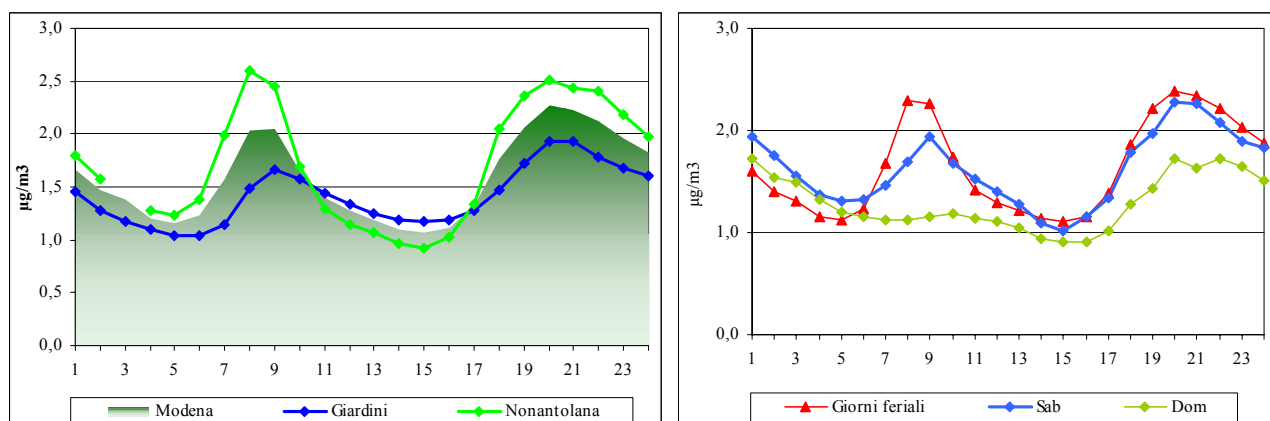 3,0
2,5
2,0
1,5
1,0
0,5
0,0
µg/m3
1 3 5 7 9 11 13 15 17 19 21 23
Modena Giardini Nonantolana
3,0
2,0
1,0
0,0
µg/m3
1 3 5 7 9 11 13 15 17 19 21 23
Giorni feriali Sab Dom